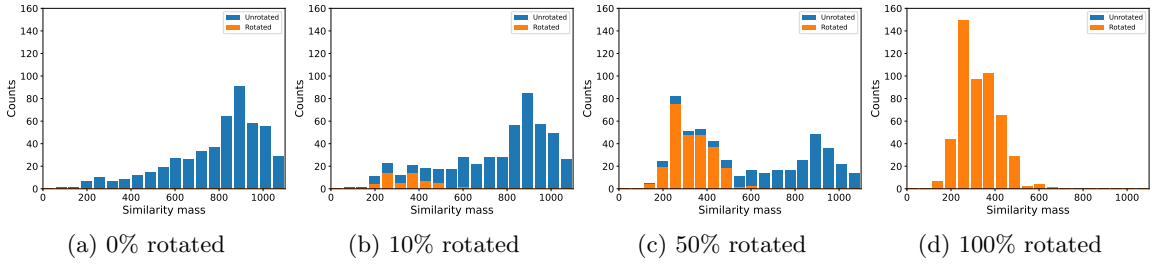 160
140
120
100
80
60
40
20
0
Counts
0 200 400 600 800 1000
Similarity mass
Unrotated
Rotated
(a) 0% rotated
160
140
120
100
80
60
40
20
0
Counts
0 200 400 600 800 1000
Similarity mass
Unrotated
Rotated
(b) 10% rotated
160
140
120
100
80
60
40
20
0
Counts
0 200 400 600 800 1000
Similarity mass
Unrotated
Rotated
(c) 50% rotated
160
140
120
100
80
60
40
20
0
Counts
0 200 400 600 800 1000
Similarity mass
Unrotated
Rotated
(d) 100% rotated